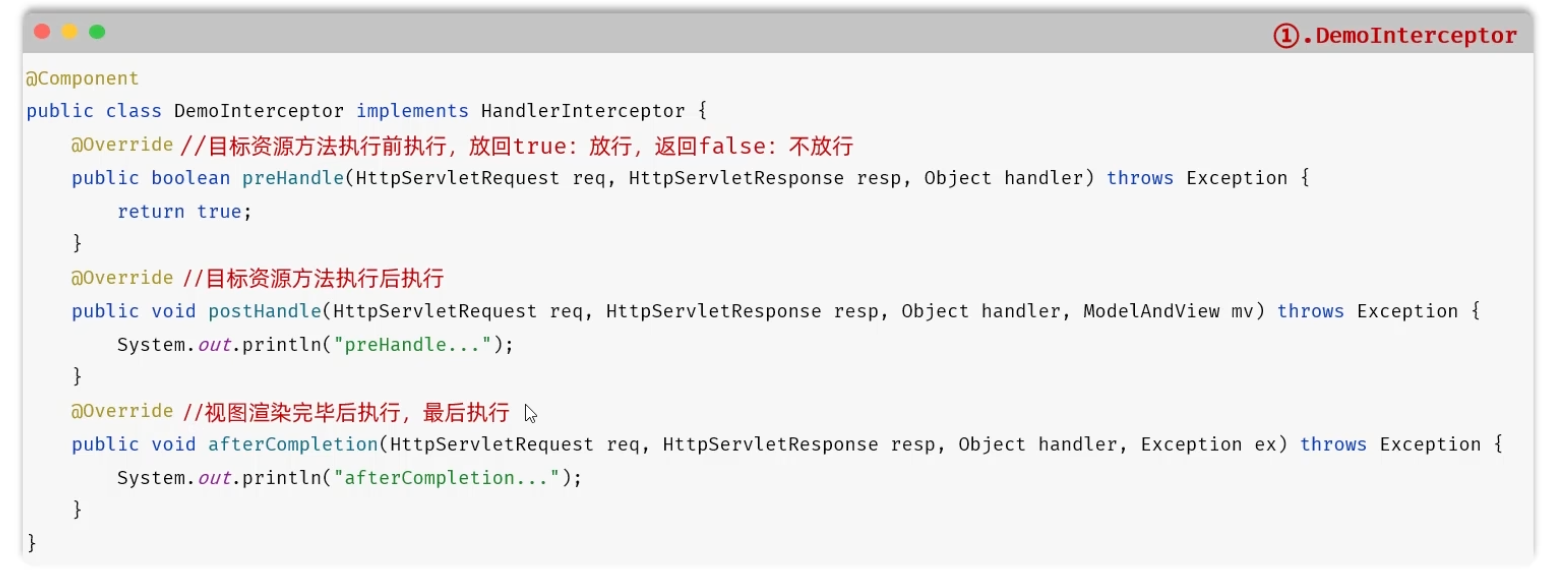 ①.DemoInterceptor
@Component
public class DemoInterceptor implements HandlerInterceptor {
    @Override //目标资源方法执行前执行，放回true：放行，返回false：不放行
    public boolean preHandle(HttpServletRequest req, HttpServletResponse resp, Object handler) throws Exception {
        return true;
    }
    @Override //目标资源方法执行后执行
    public void postHandle(HttpServletRequest req, HttpServletResponse resp, Object handler, ModelAndView mv) throws Exception {
        System.out.println("preHandle...");
    }
    @Override //视图渲染完毕后执行，最后执行
    public void afterCompletion(HttpServletRequest req, HttpServletResponse resp, Object handler, Exception ex) throws Exception {
        System.out.println("afterCompletion...");
    }
}